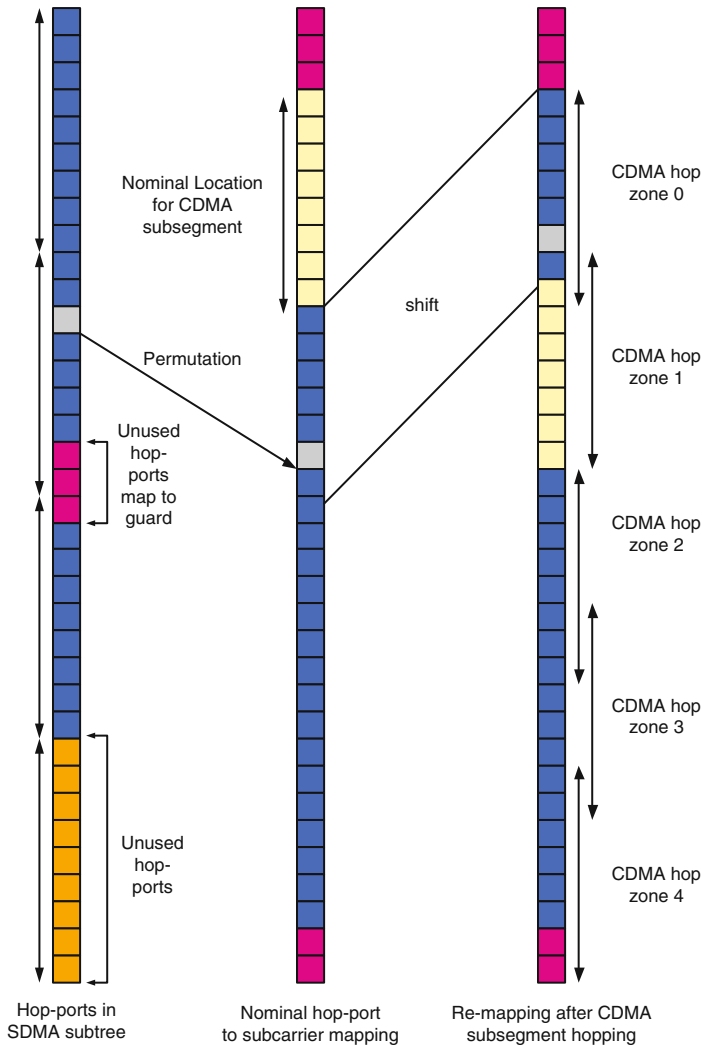 Nominal Location
for CDMA
subsegment
Permutation
Unused
hop-
ports
map to
guard
Unused
hop-
ports
shift
CDMA hop
zone 0
CDMA hop
zone 1
CDMA hop
zone 2
CDMA hop
zone 3
CDMA hop
zone 4
Hop-ports in
SDMA subtree
Nominal hop-port
to subcarrier mapping
Re-mapping after CDMA
subsegment hopping